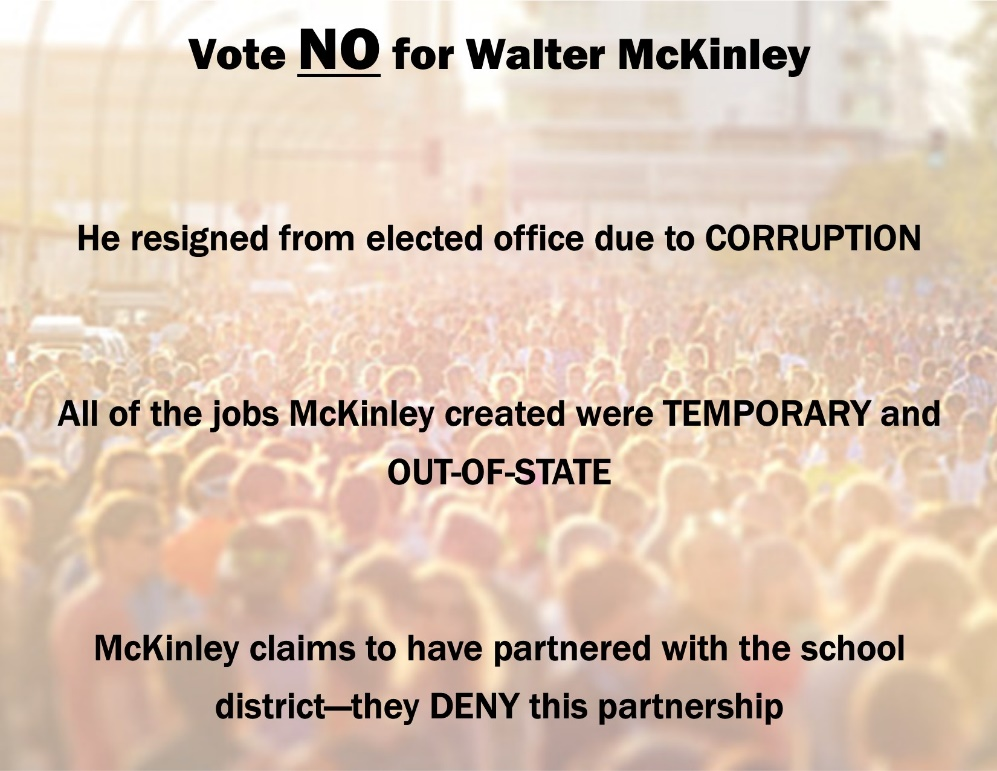 Vote NO for Walter McKinley
He resigned from elected office due to CORRUPTION
All of the jobs McKinley created were TEMPORARY and
OUT-OF-STATE
McKinley claims to have partnered with the school
district—they DENY this partnership